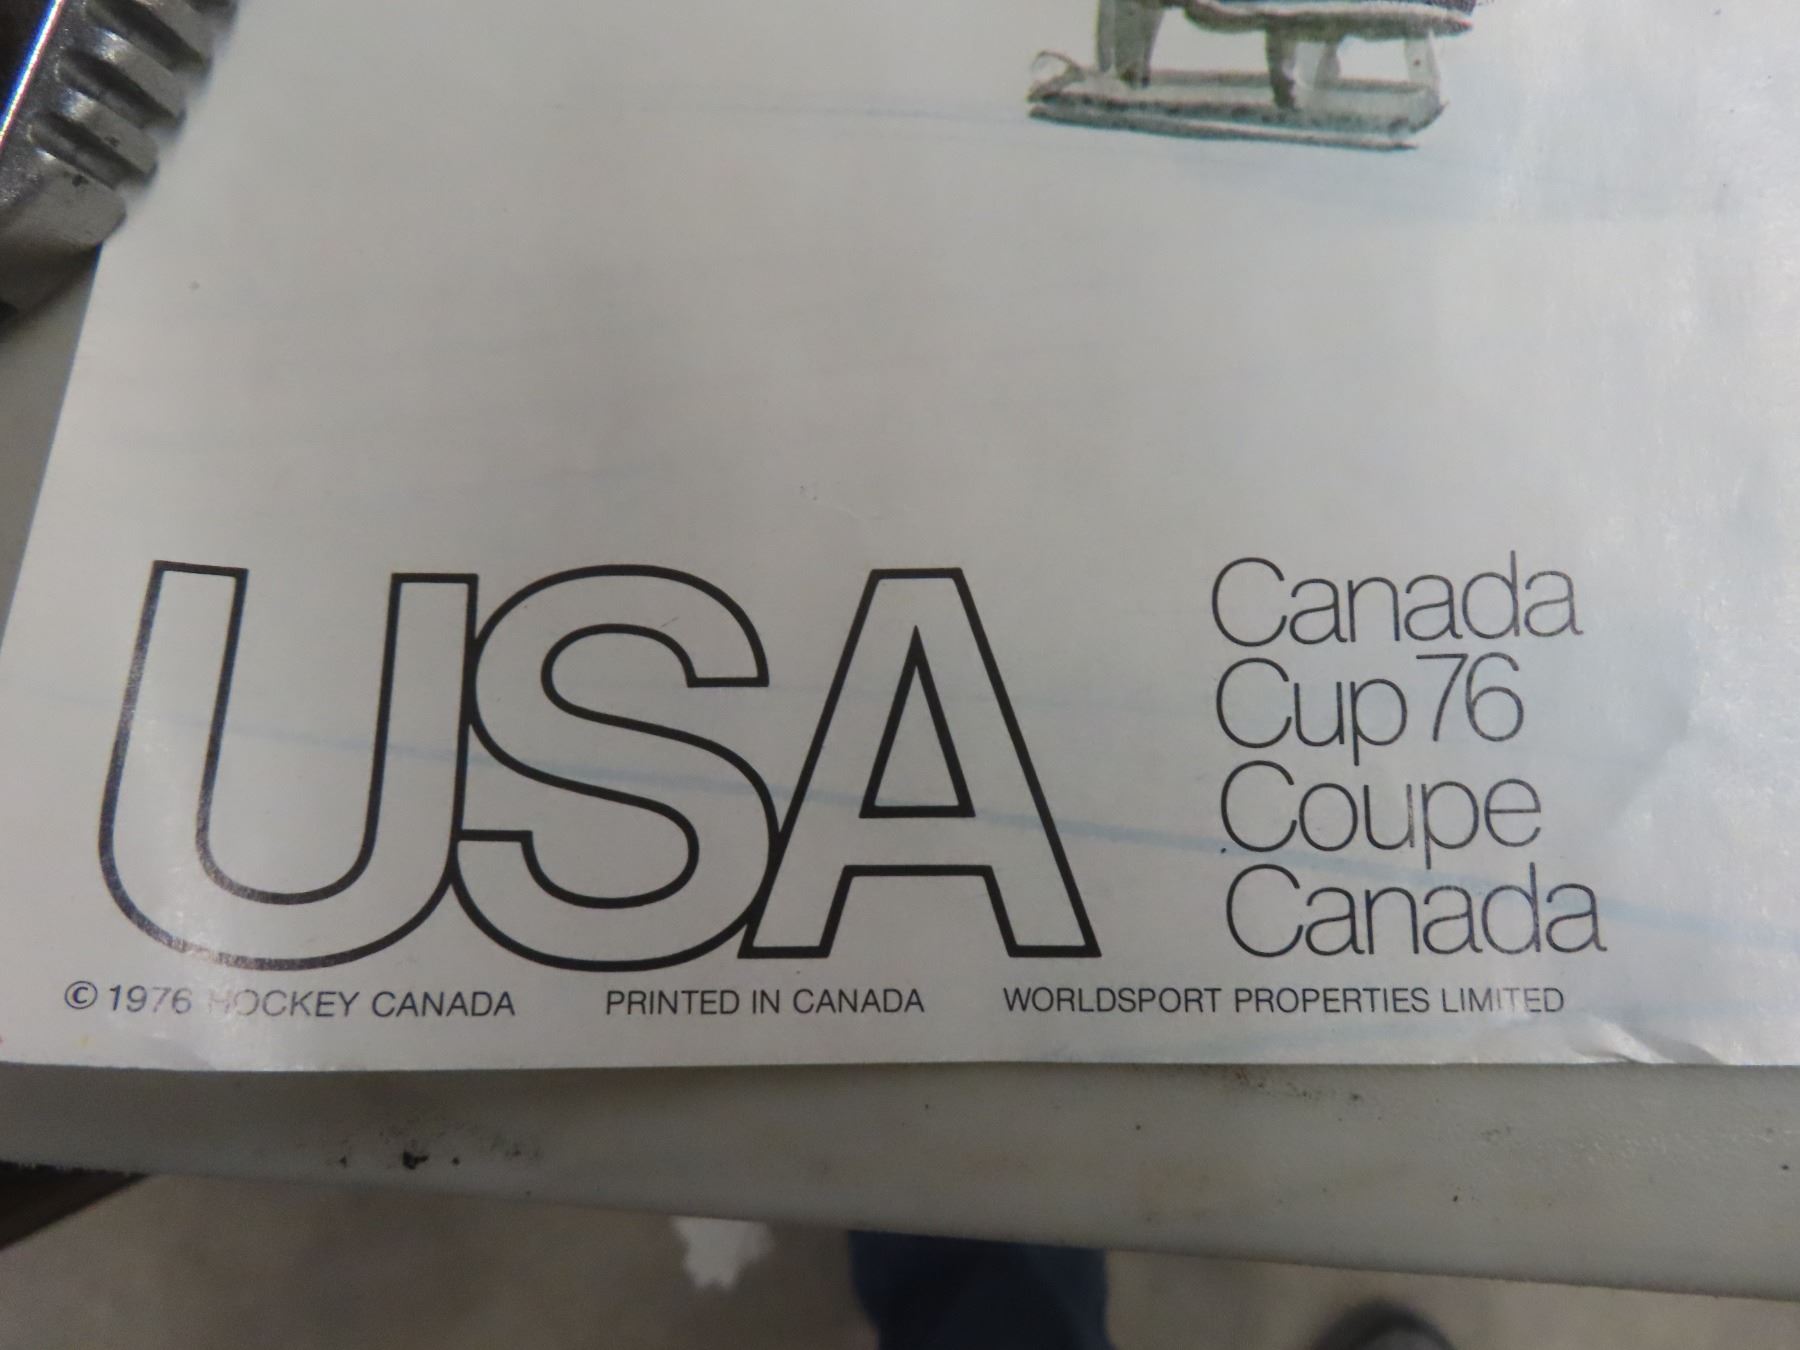 USA
Canada
Cup 76
Coupe
Canada
© 1976 HOCKEY CANADA PRINTED IN CANADA WORLDSPORT PROPERTIES LIMITED